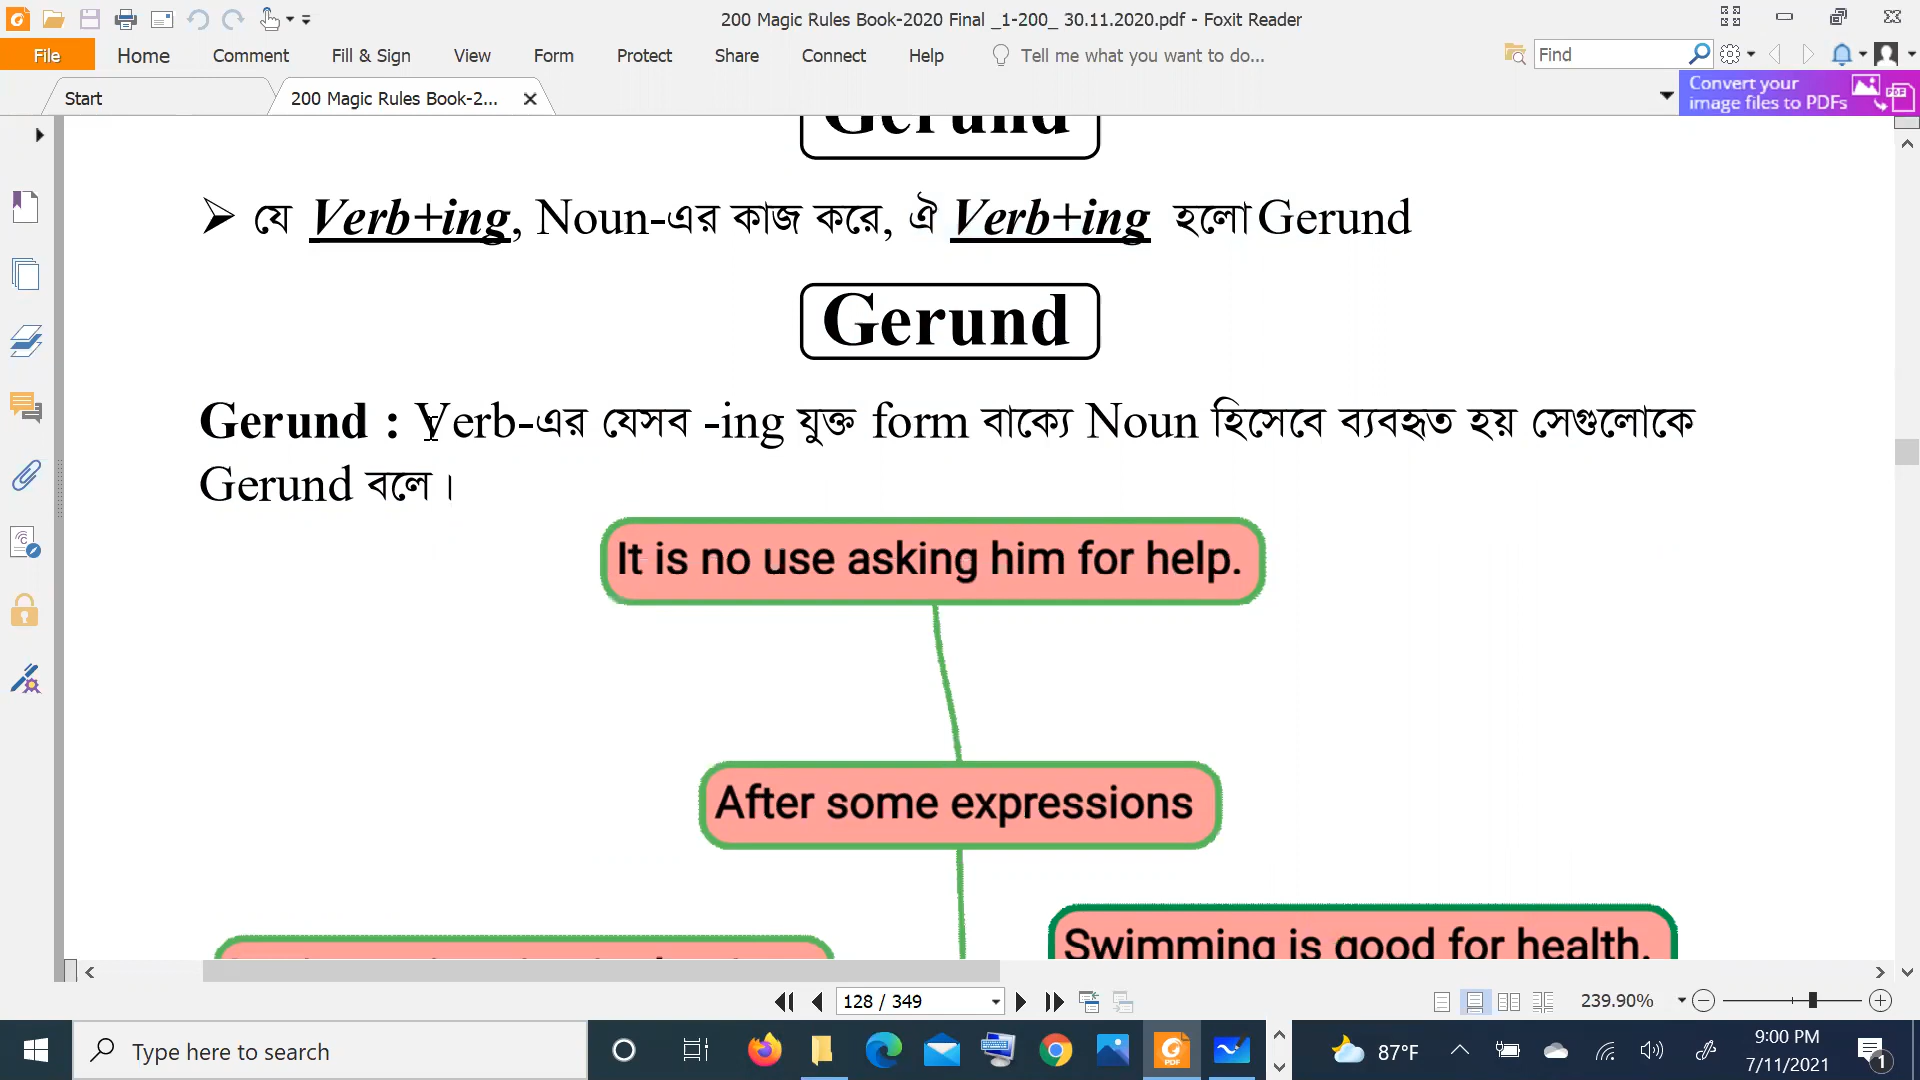 200 Magic Rules Book-2020 Final _1-200_ 30.11.2020.pdf - Foxit Reader
File Home Comment Fill & Sign View Form Protect Share Connect Help Tell me what you want to do... Find
Start 200 Magic Rules Book-2...
Convert your
image files to PDFs
Gerund
যে Verb+ing, Noun-এর কাজ করে, ঐ Verb+ing হলো Gerund
Gerund
Gerund : Verb-এর যেসব -ing যুক্ত form বাক্যে Noun হিসেবে ব্যবহৃত হয় সেগুলোকে
Gerund বলে।
It is no use asking him for help.
After some expressions
Swimming is good for health.
128 / 349
239.90%
Type here to search
87°F
9:00 PM
7/11/2021
1